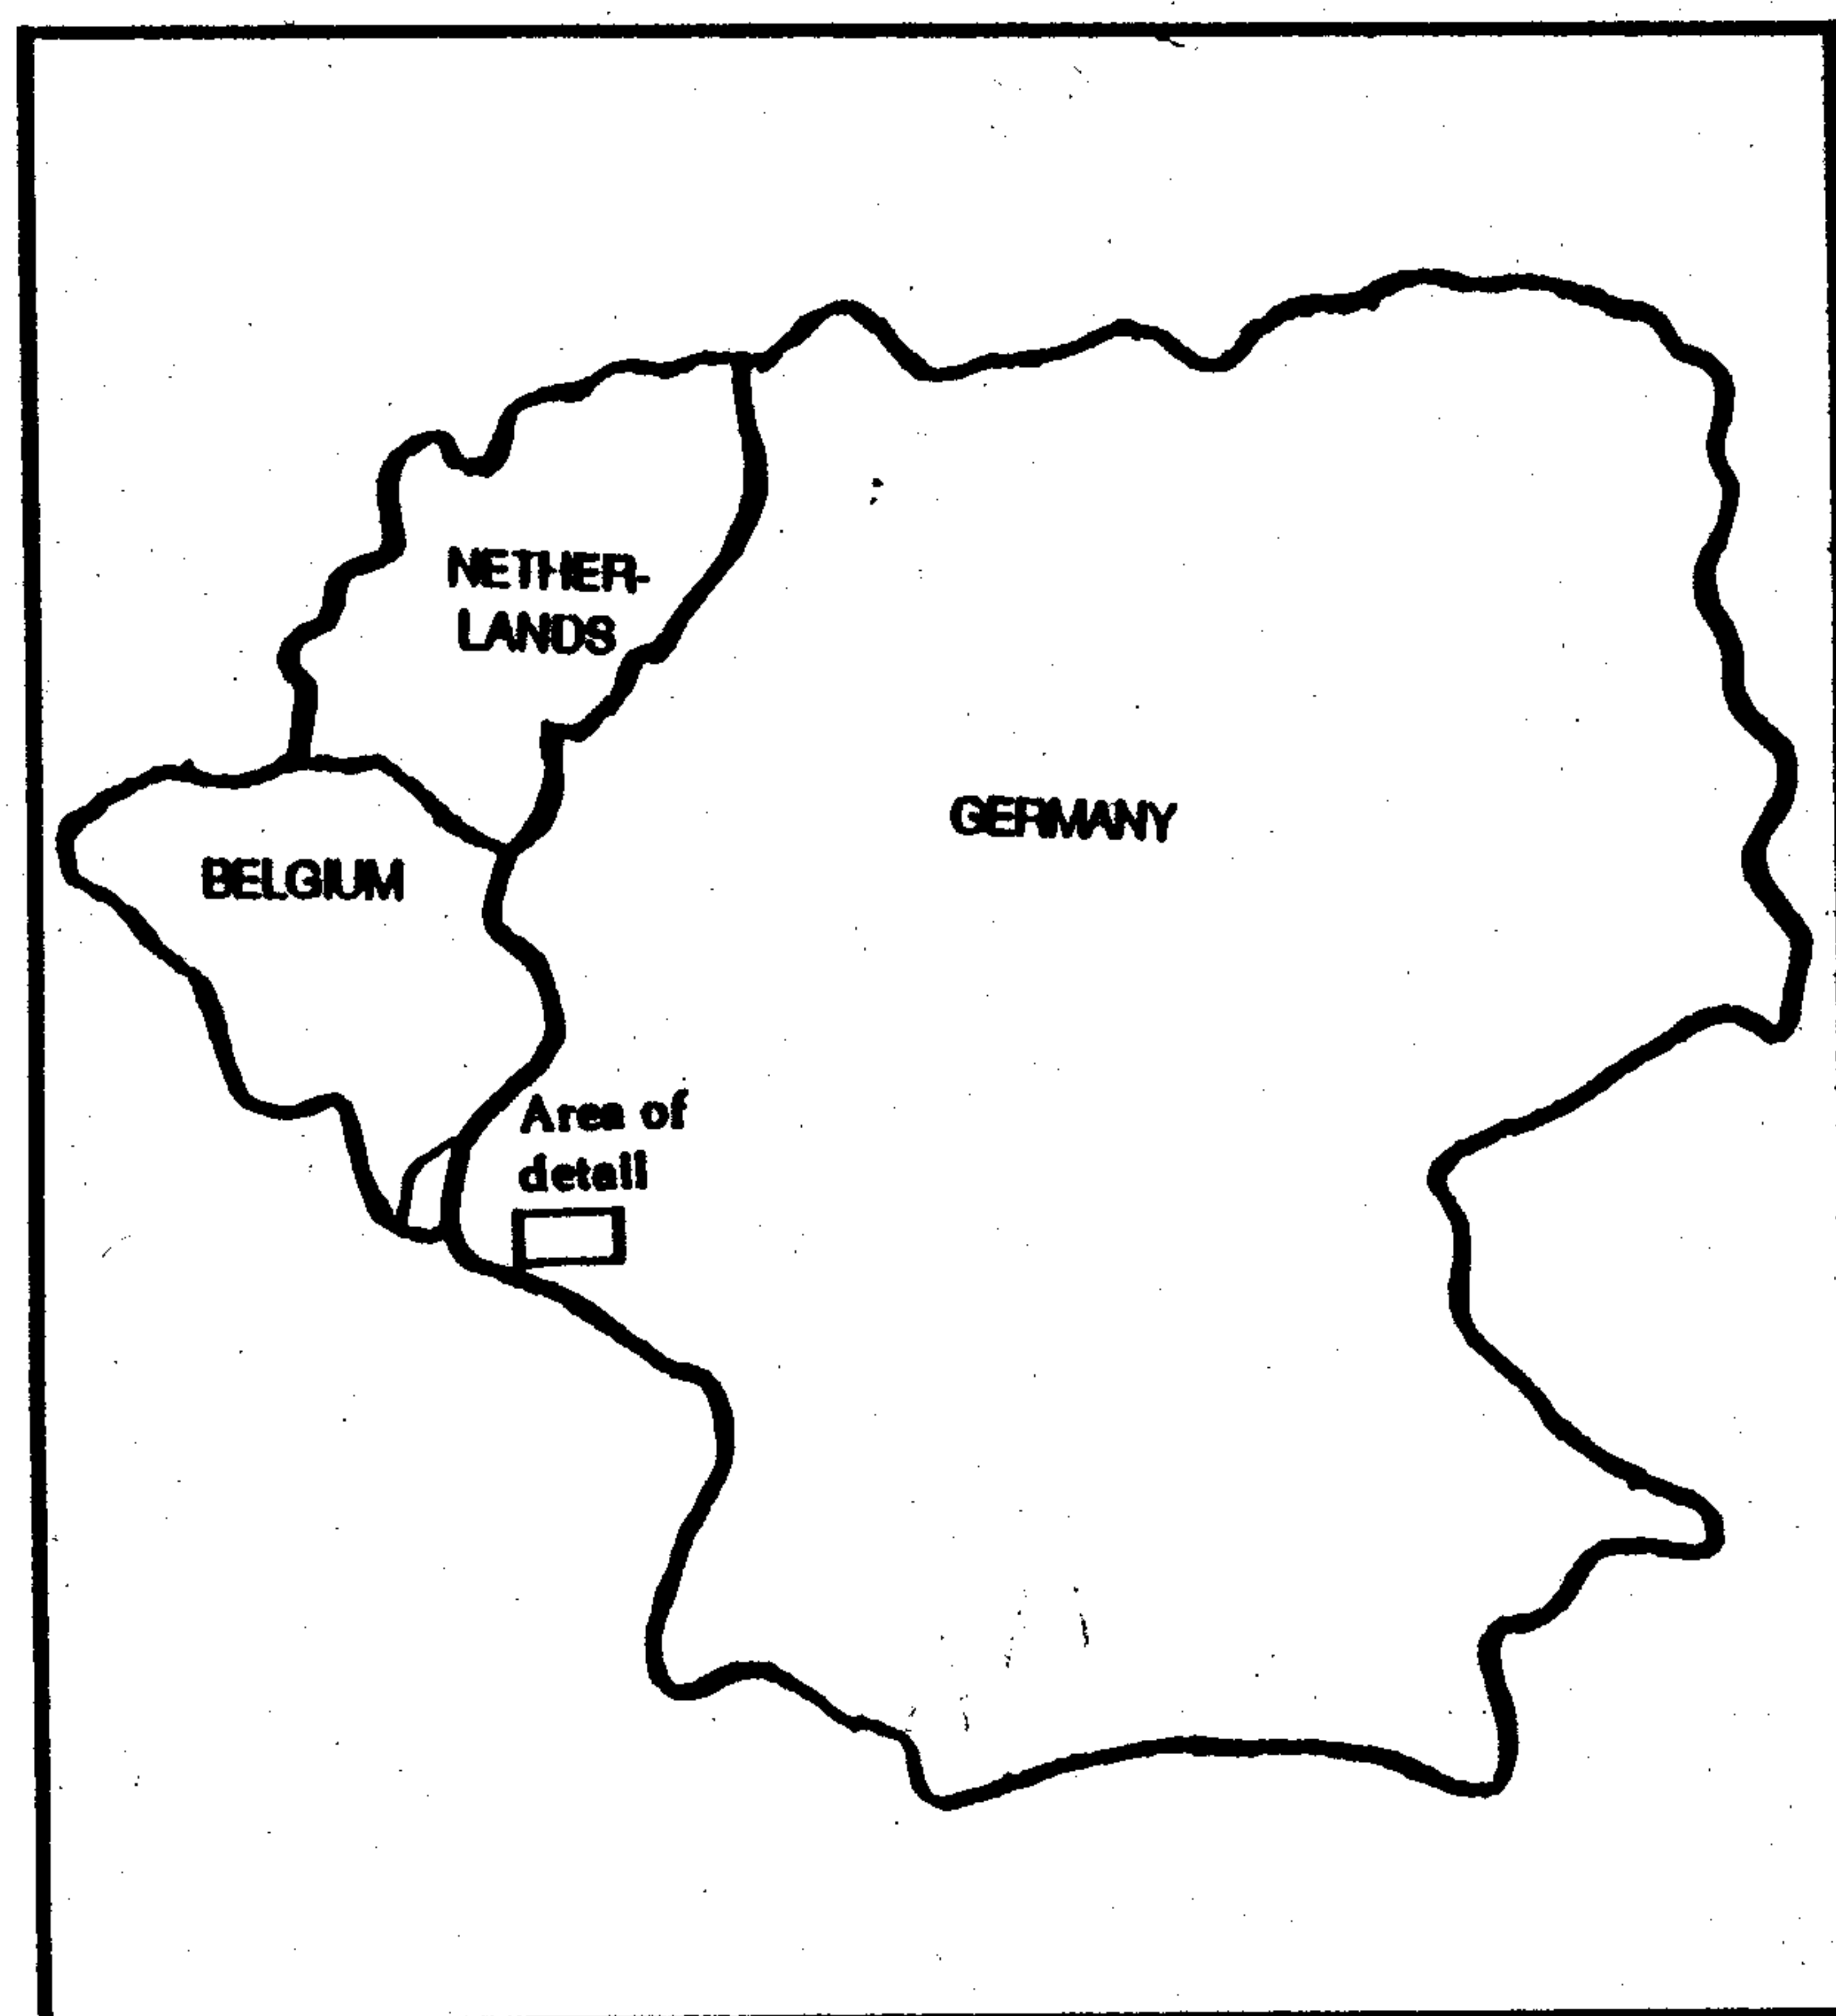 NETHER-
LANDS
GERMANY
BELGIUM
Area of
detail